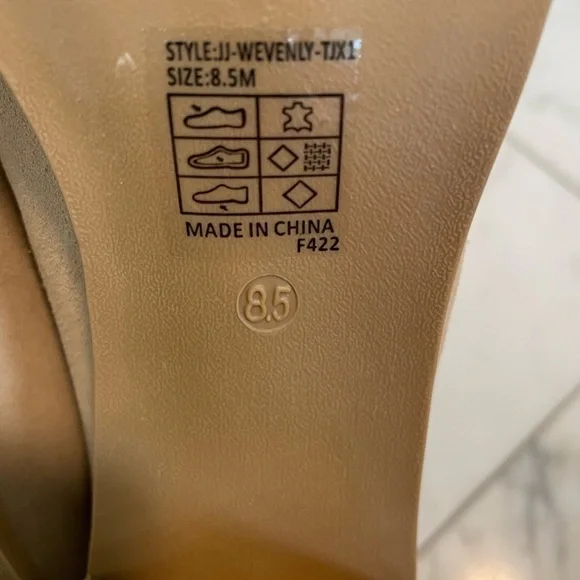 STYLE:JJ-WEVENLY-TJX1
SIZE:8.5M
MADE IN CHINA
F422
8.5